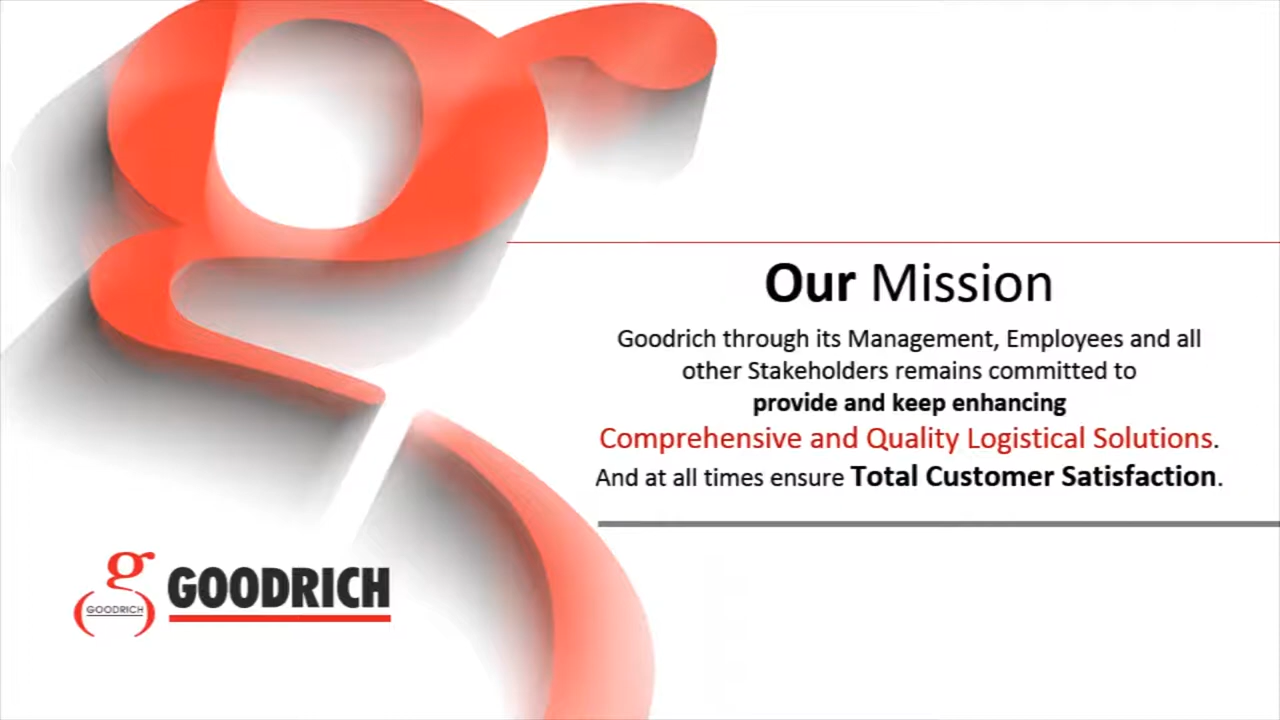 Our Mission
Goodrich through its Management, Employees and all
other Stakeholders remains committed to
provide and keep enhancing
Comprehensive and Quality Logistical Solutions.
And at all times ensure Total Customer Satisfaction.
g
GOODRICH
GOODRICH